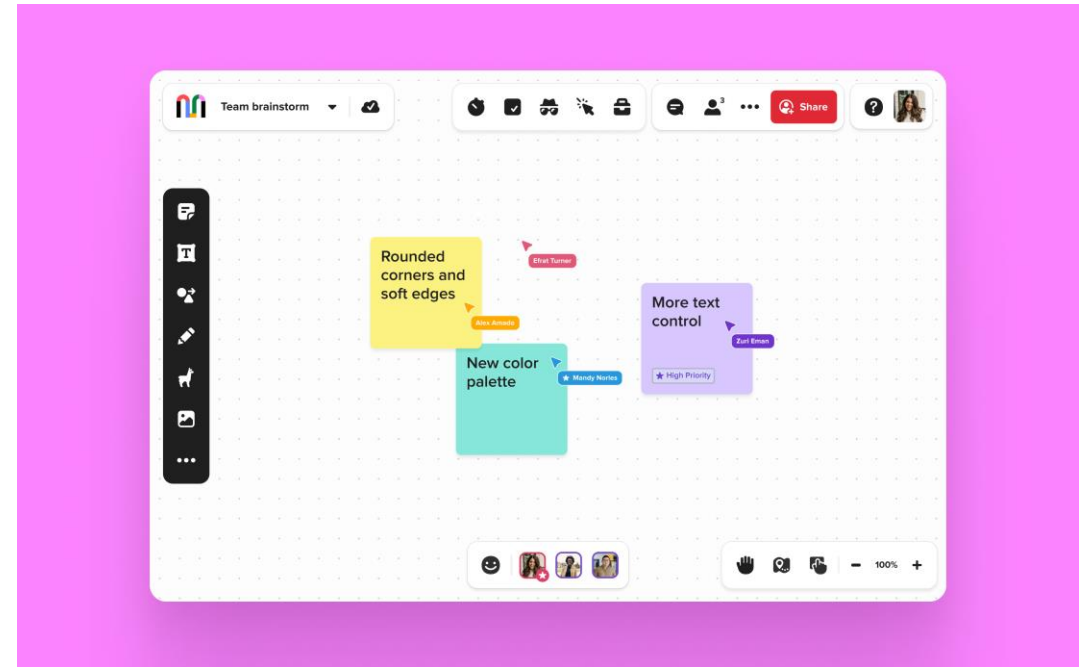 Team brainstorm
3
Share
?
Rounded
corners and
soft edges
Efrat Turner
Alex Amado
More text
control
Zuri Eman
High Priority
New color
palette
Mandy Nories
T
100%